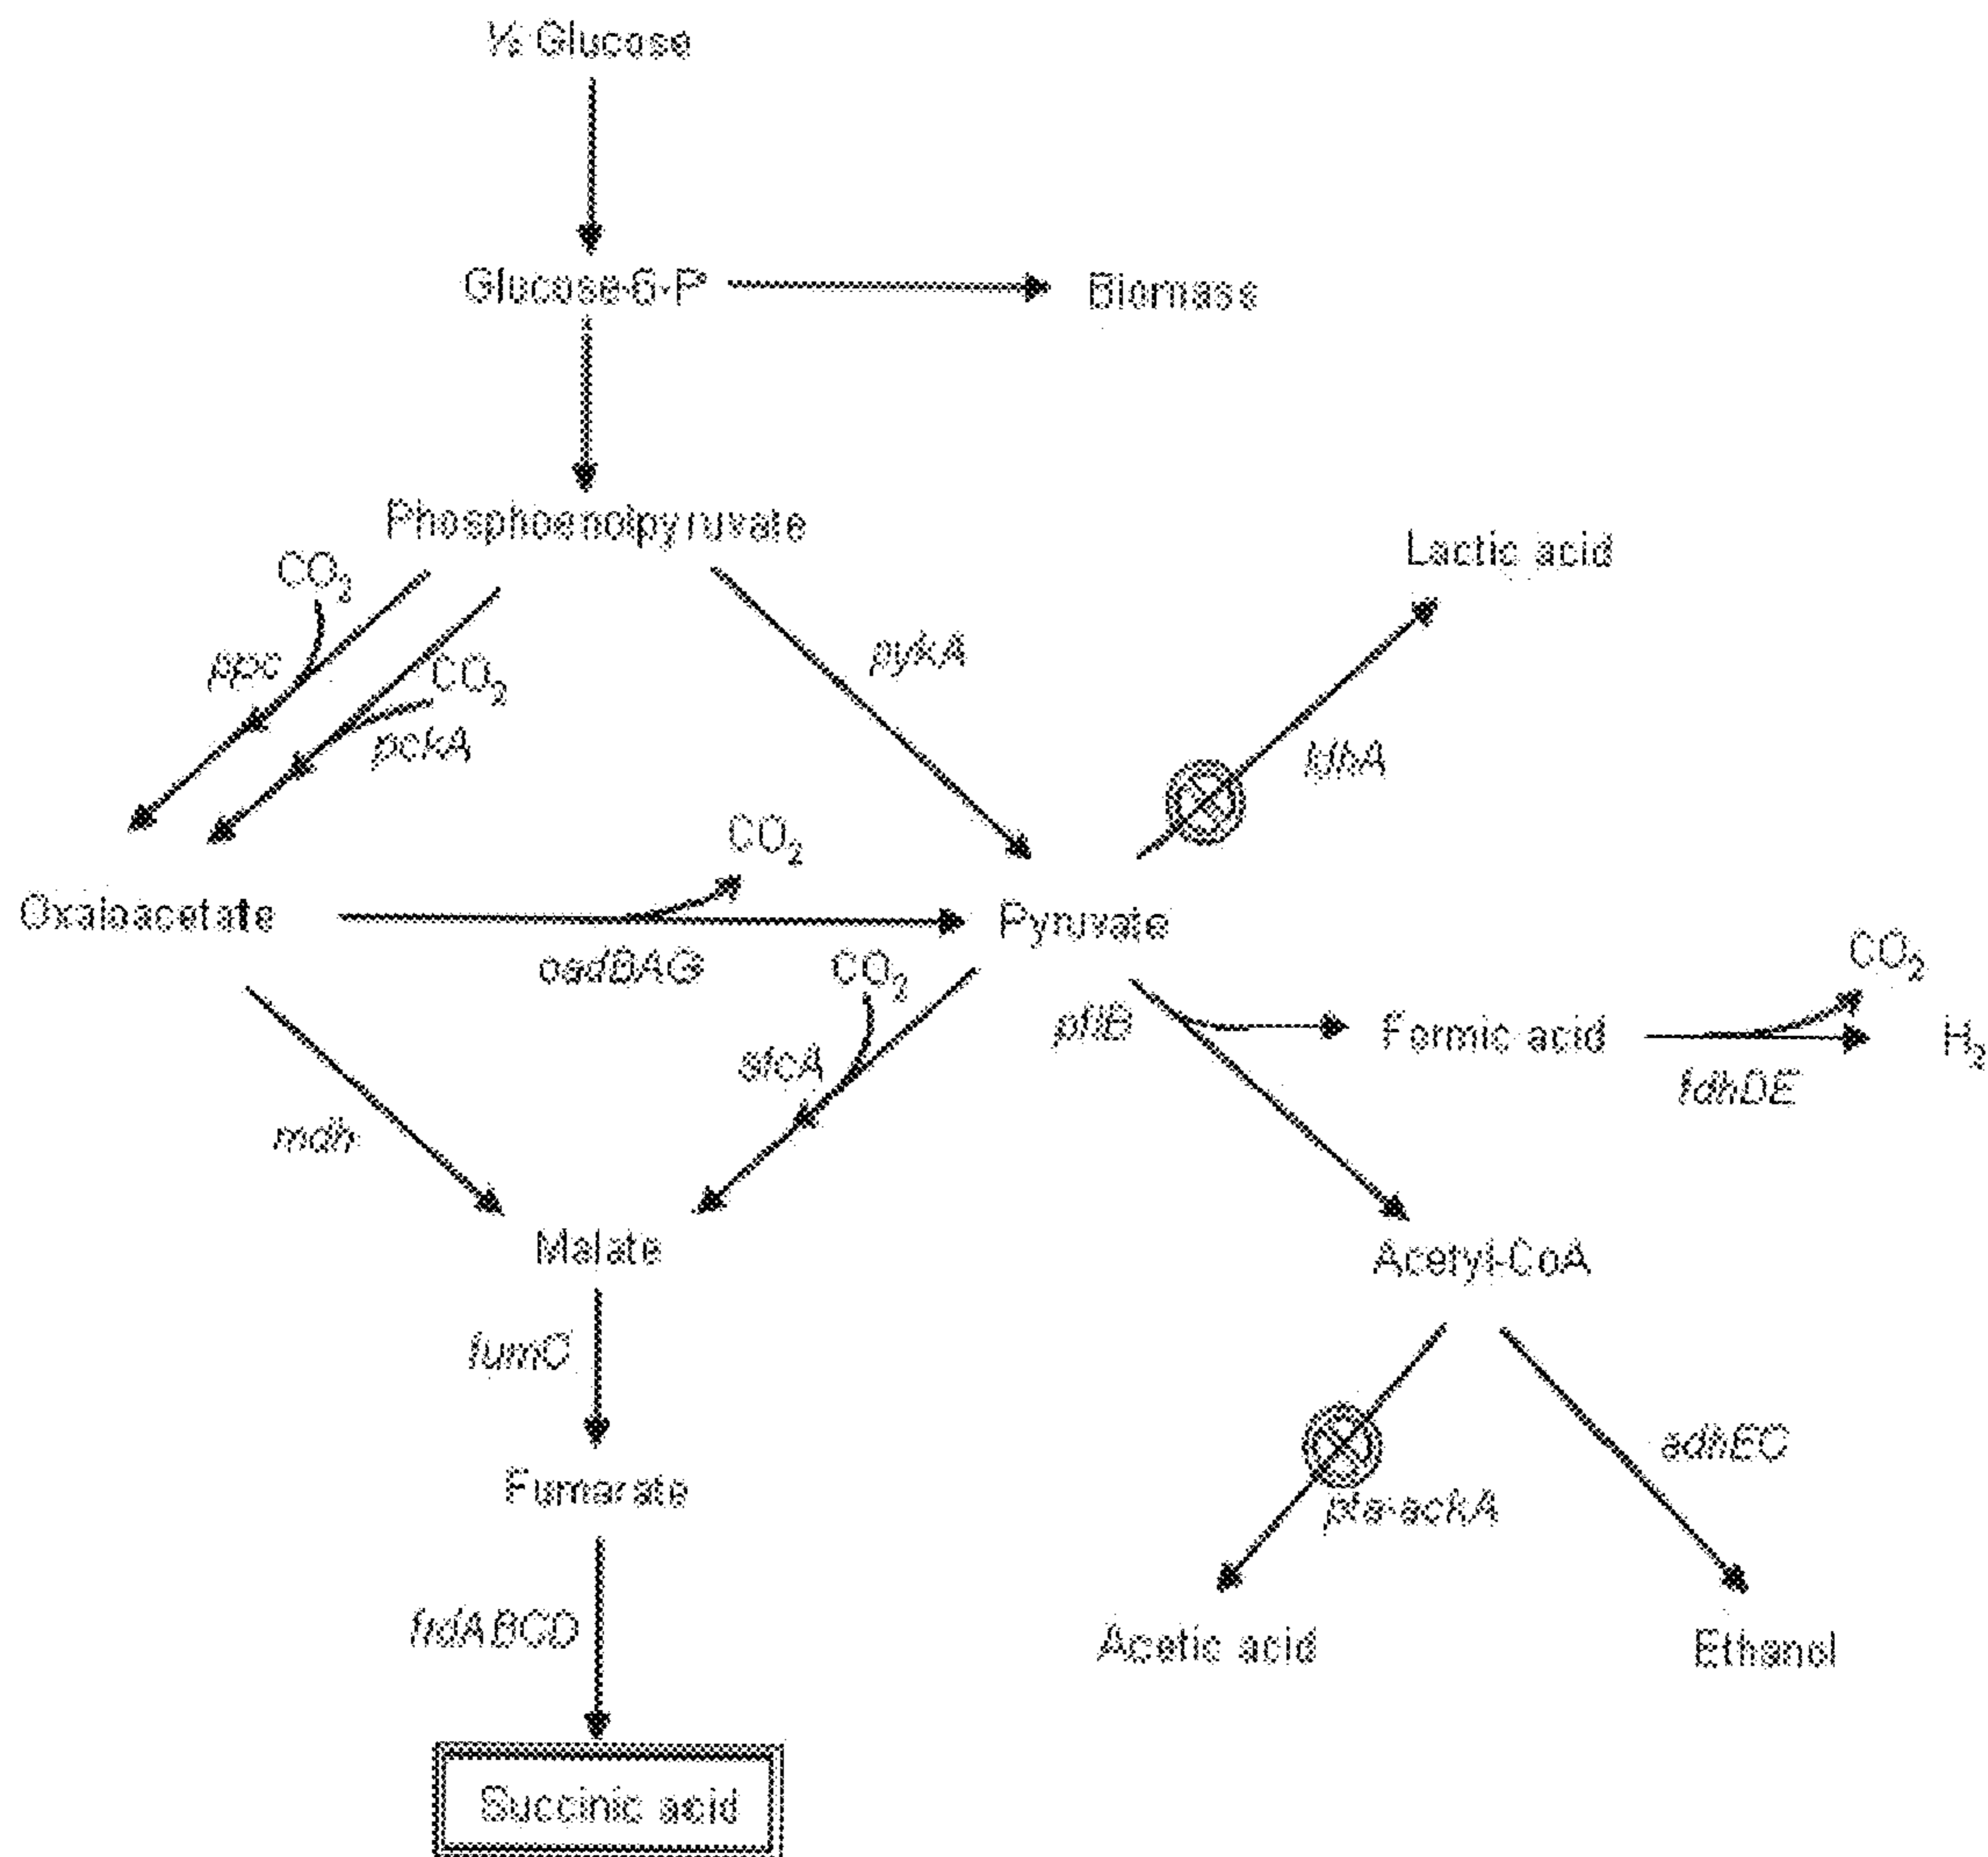 ½ Glucose
Glucose-6-P
Biomass
Phosphoenolpyruvate
Lactic acid
CO₂
ppc
CO₂
pckA
pykA
ldhA
CO₂
Oxaloacetate
Pyruvate
oadBAG
CO₂
CO₂
pflB
Formic acid
H₂
fdhDE
sfcA
mdh
Malate
Acetyl-CoA
fumC
adhEC
Fumarate
pta-ackA
frdABCD
Acetic acid
Ethanol
Succinic acid